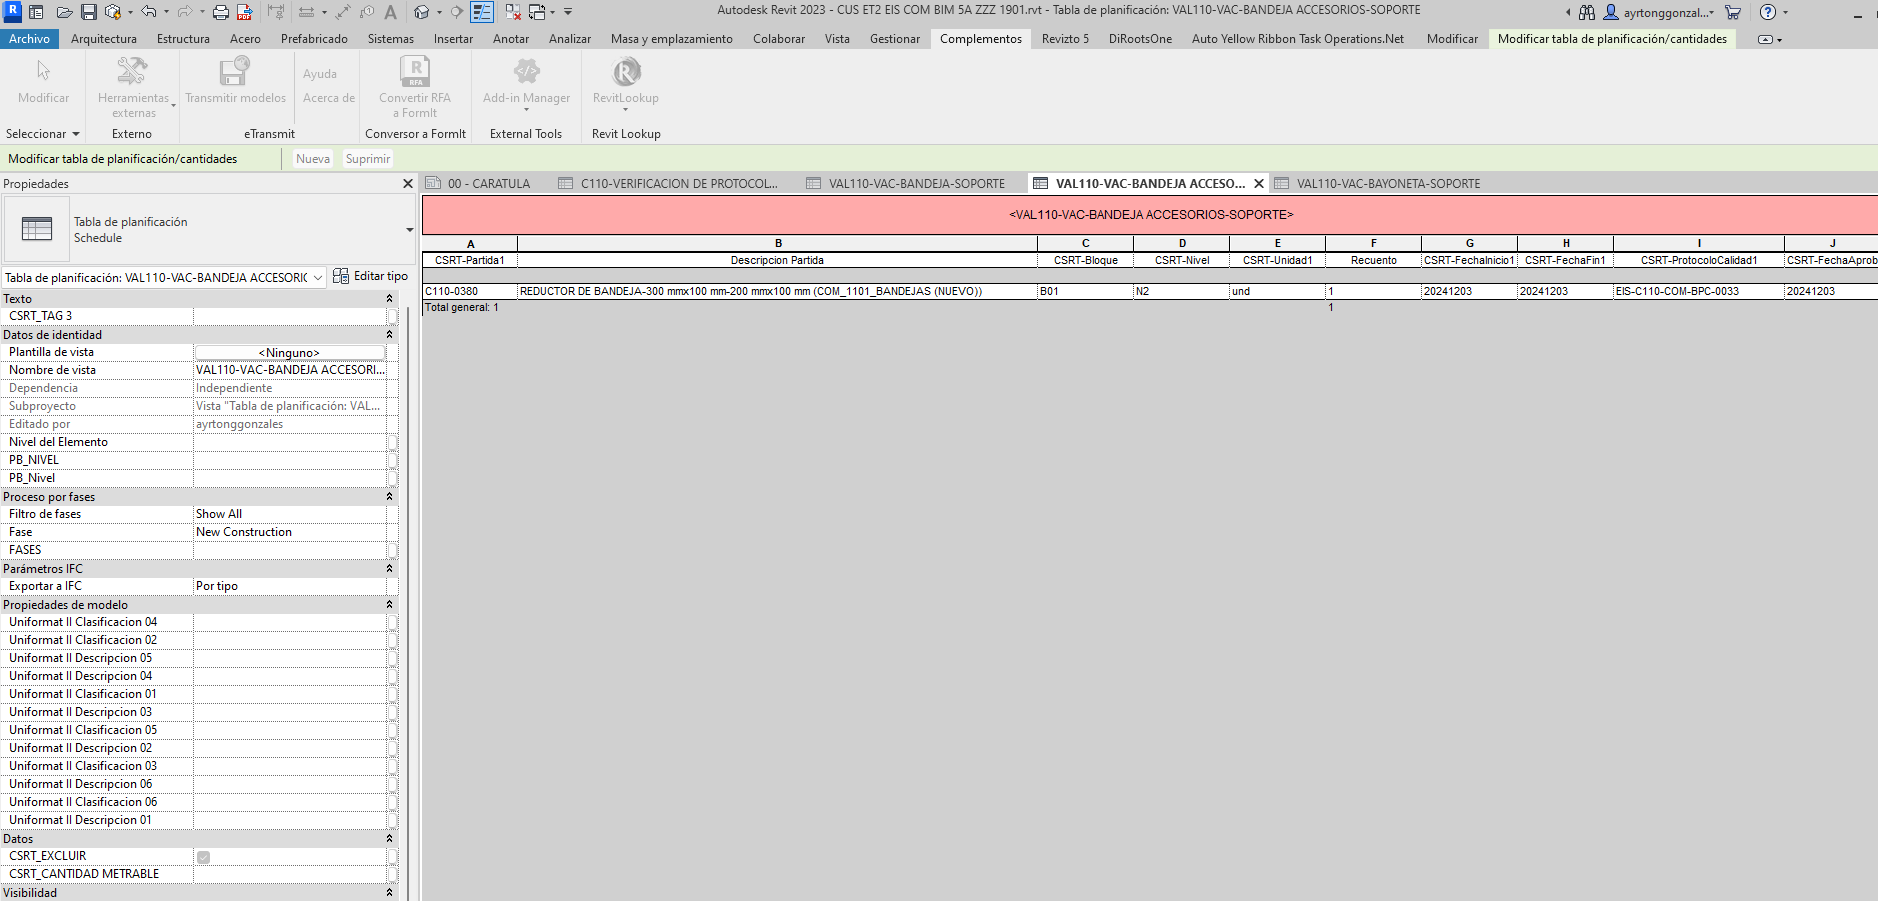 Autodesk Revit 2023 - CUS ET2 EIS COM BIM 5A ZZZ 1901.rvt - Tabla de planificación: VAL110-VAC-BANDEJA ACCESORIOS-SOPORTE
ayrtonggonzal...
Archivo Arquitectura Estructura Acero Prefabricado Sistemas Insertar Anotar Analizar Masa y emplazamiento Colaborar Vista Gestionar Complementos Revizto 5 DiRootsOne Auto Yellow Ribbon Task Operations.Net Modificar Modificar tabla de planificación/cantidades
Modificar
Herramientas externas
Transmitir modelos
Ayuda
Acerca de
RFA
Convertir RFA a FormIt
Add-in Manager
RevitLookup
Seleccionar Externo eTransmit Conversor a FormIt External Tools Revit Lookup
Modificar tabla de planificación/cantidades Nueva Suprimir
Propiedades
Tabla de planificación
Schedule
Tabla de planificación: VAL110-VAC-BANDEJA ACCESORIC Editar tipo
Texto
CSRT_TAG 3
Datos de identidad
Plantilla de vista <Ninguno>
Nombre de vista VAL110-VAC-BANDEJA ACCESORI...
Dependencia Independiente
Subproyecto Vista "Tabla de planificación: VAL...
Editado por ayrtonggonzales
Nivel del Elemento
PB_NIVEL
PB_Nivel
Proceso por fases
Filtro de fases Show All
Fase New Construction
FASES
Parámetros IFC
Exportar a IFC Por tipo
Propiedades de modelo
Uniformat II Clasificacion 04
Uniformat II Clasificacion 02
Uniformat II Descripcion 05
Uniformat II Descripcion 04
Uniformat II Clasificacion 01
Uniformat II Descripcion 03
Uniformat II Clasificacion 05
Uniformat II Descripcion 02
Uniformat II Clasificacion 03
Uniformat II Descripcion 06
Uniformat II Clasificacion 06
Uniformat II Descripcion 01
Datos
CSRT_EXCLUIR
CSRT_CANTIDAD METRABLE
Visibilidad
00 - CARATULA C110-VERIFICACION DE PROTOCOL... VAL110-VAC-BANDEJA-SOPORTE VAL110-VAC-BANDEJA ACCESO... VAL110-VAC-BAYONETA-SOPORTE
<VAL110-VAC-BANDEJA ACCESORIOS-SOPORTE>
A B C D E F G H I J
CSRT-Partida1 Descripcion Partida CSRT-Bloque CSRT-Nivel CSRT-Unidad1 Recuento CSRT-FechaInicio1 CSRT-FechaFin1 CSRT-ProtocoloCalidad1 CSRT-FechaAprob
C110-0380 REDUCTOR DE BANDEJA-300 mmx100 mm-200 mmx100 mm (COM_1101_BANDEJAS (NUEVO)) B01 N2 und 1 20241203 20241203 EIS-C110-COM-BPC-0033 20241203
Total general: 1 1